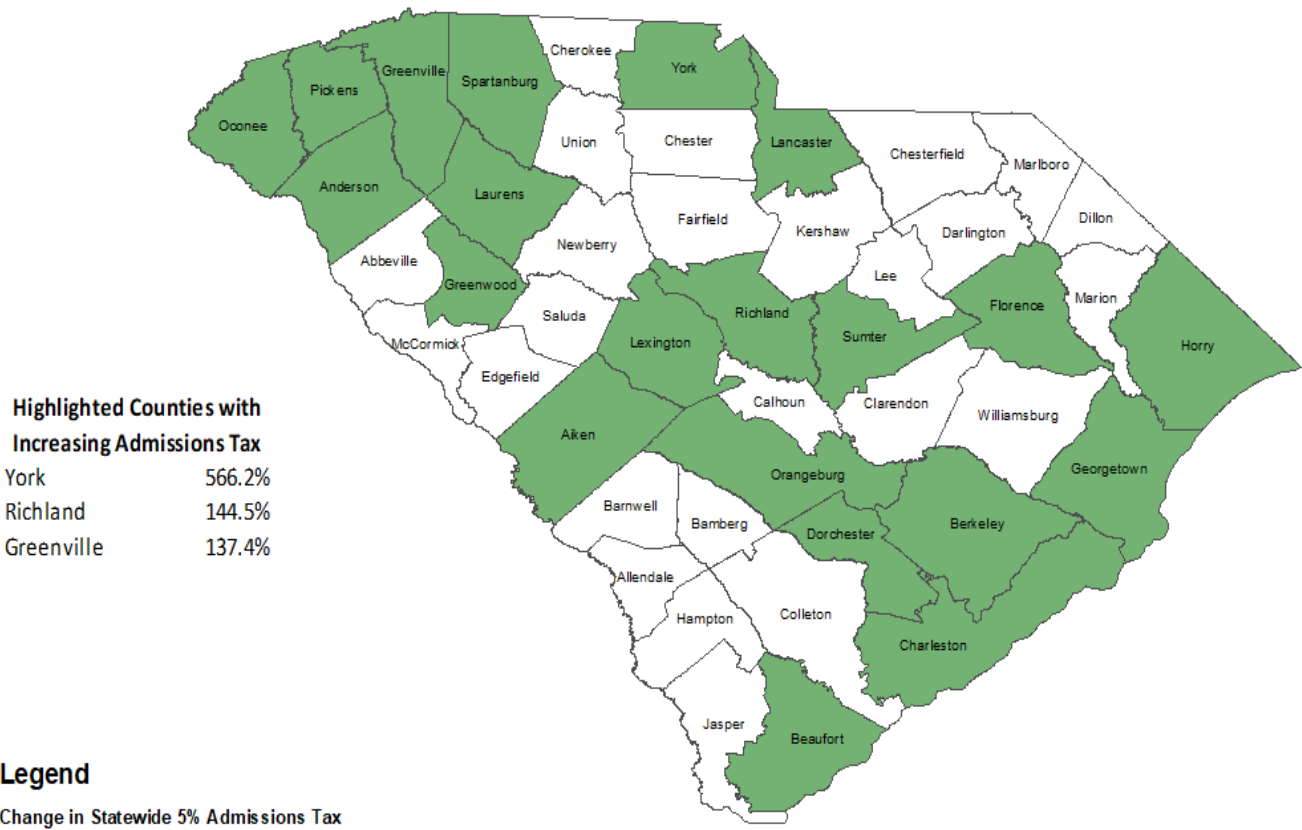 Cherokee
York
Greenville
Spartanburg
Pickens
Oconee
Union
Chester
Lancaster
Chesterfield
Marlboro
Anderson
Laurens
Fairfield
Dillon
Kershaw
Darlington
Newberry
Abbeville
Lee
Greenwood
Marion
Florence
Richland
Saluda
Sumter
Lexington
McCormick
Horry
Edgefield
Calhoun
Clarendon
Williamsburg
Aiken
Georgetown
Orangeburg
Barnwell
Bamberg
Berkeley
Dorchester
Allendale
Colleton
Hampton
Charleston
Jasper
Beaufort
Highlighted Counties with
Increasing Admissions Tax
York 566.2%
Richland 144.5%
Greenville 137.4%
Legend
Change in Statewide 5% Admissions Tax